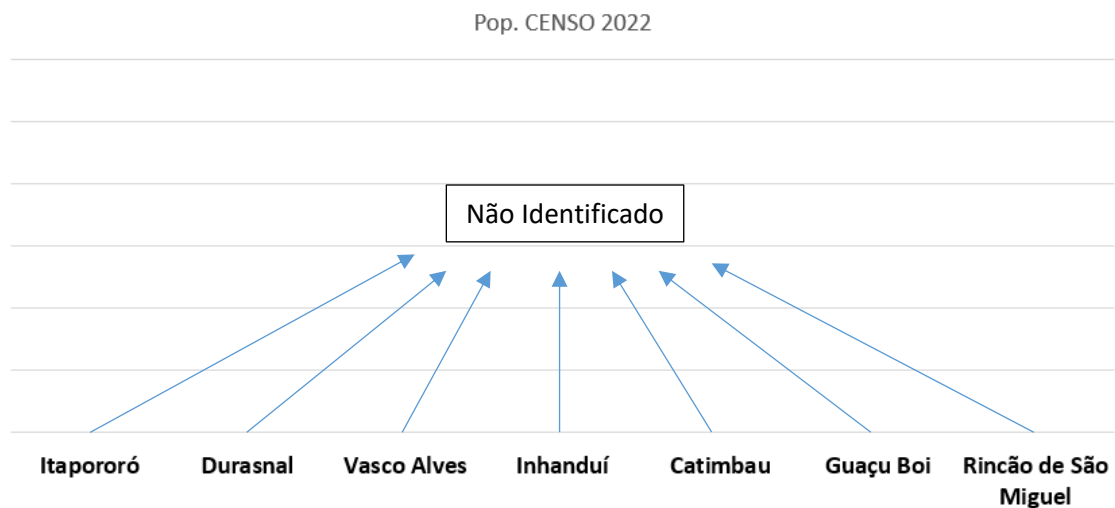 Pop. CENSO 2022
Não Identificado
Itapororó Durasnal Vasco Alves Inhanduí Catimbau Guaçu Boi Rincão de São
Miguel